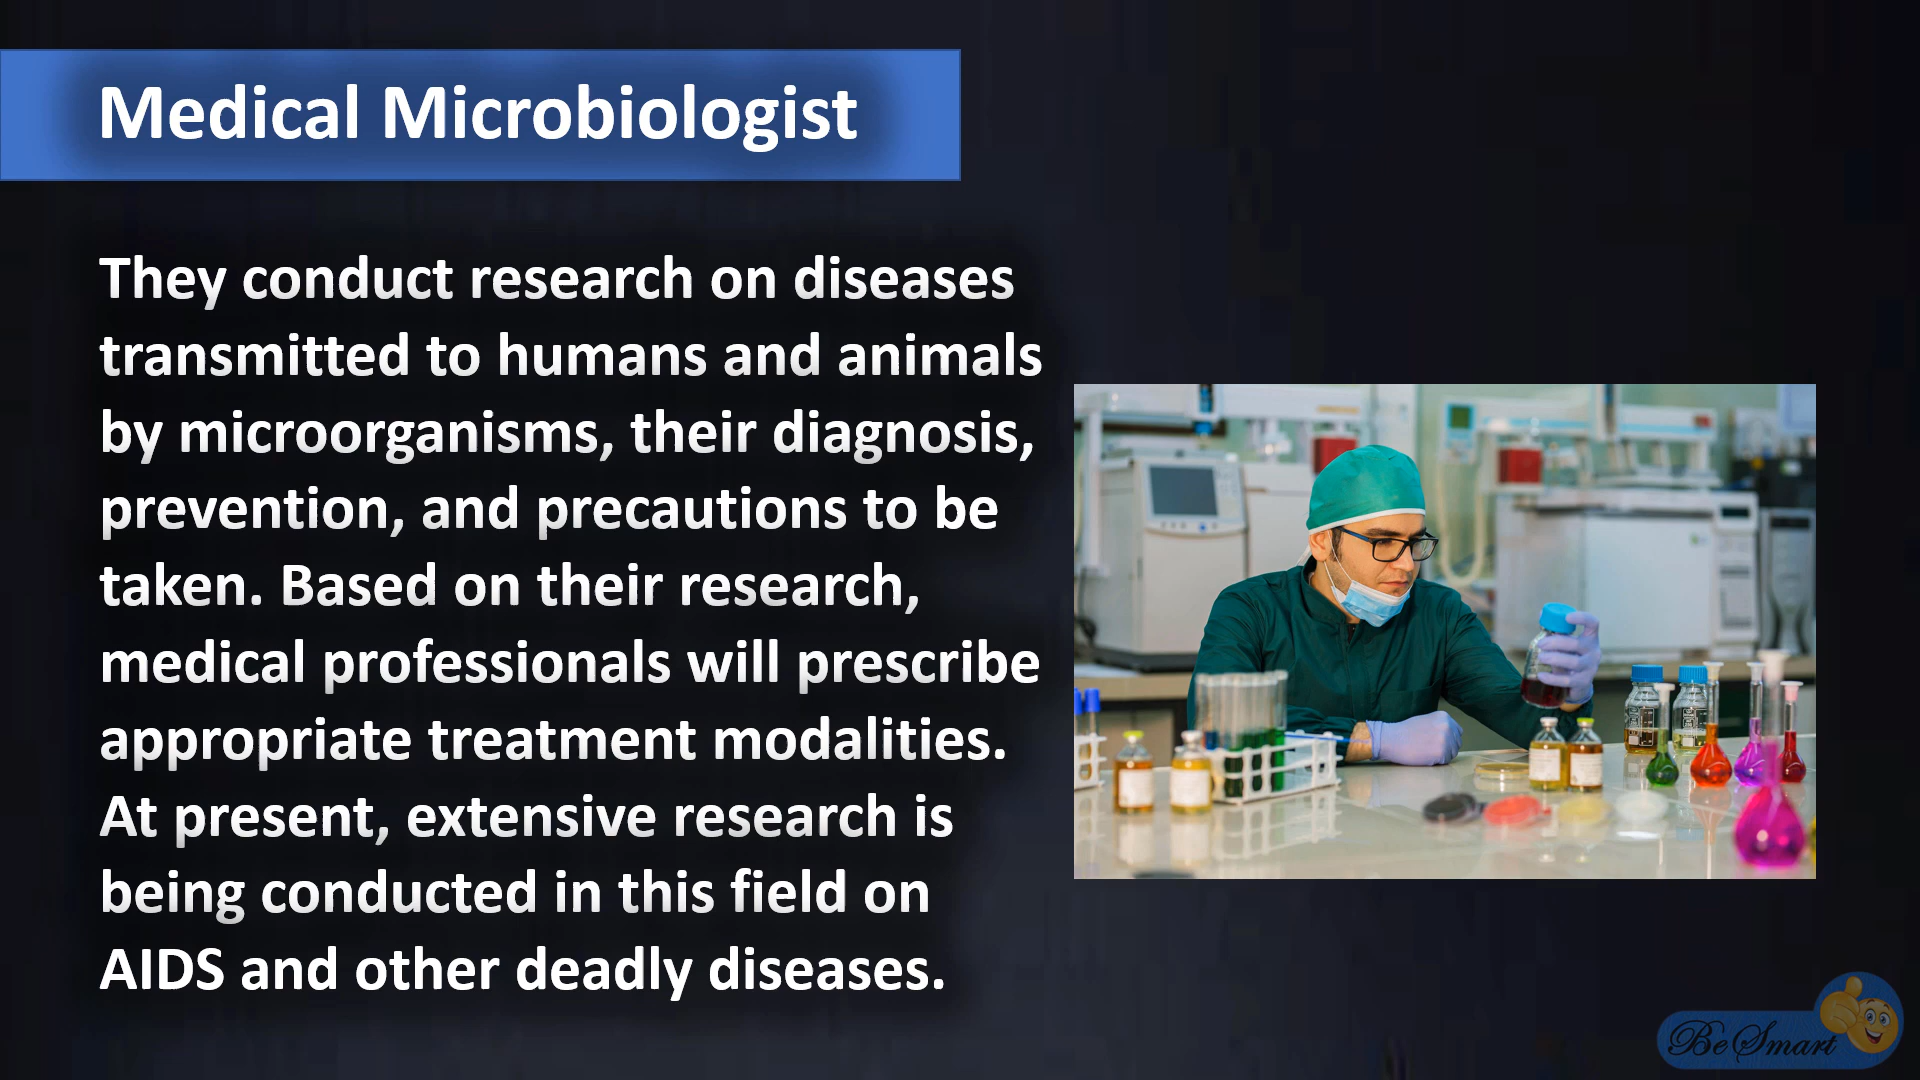 Medical Microbiologist
They conduct research on diseases
transmitted to humans and animals
by microorganisms, their diagnosis,
prevention, and precautions to be
taken. Based on their research,
medical professionals will prescribe
appropriate treatment modalities.
At present, extensive research is
being conducted in this field on
AIDS and other deadly diseases.
Be Smart